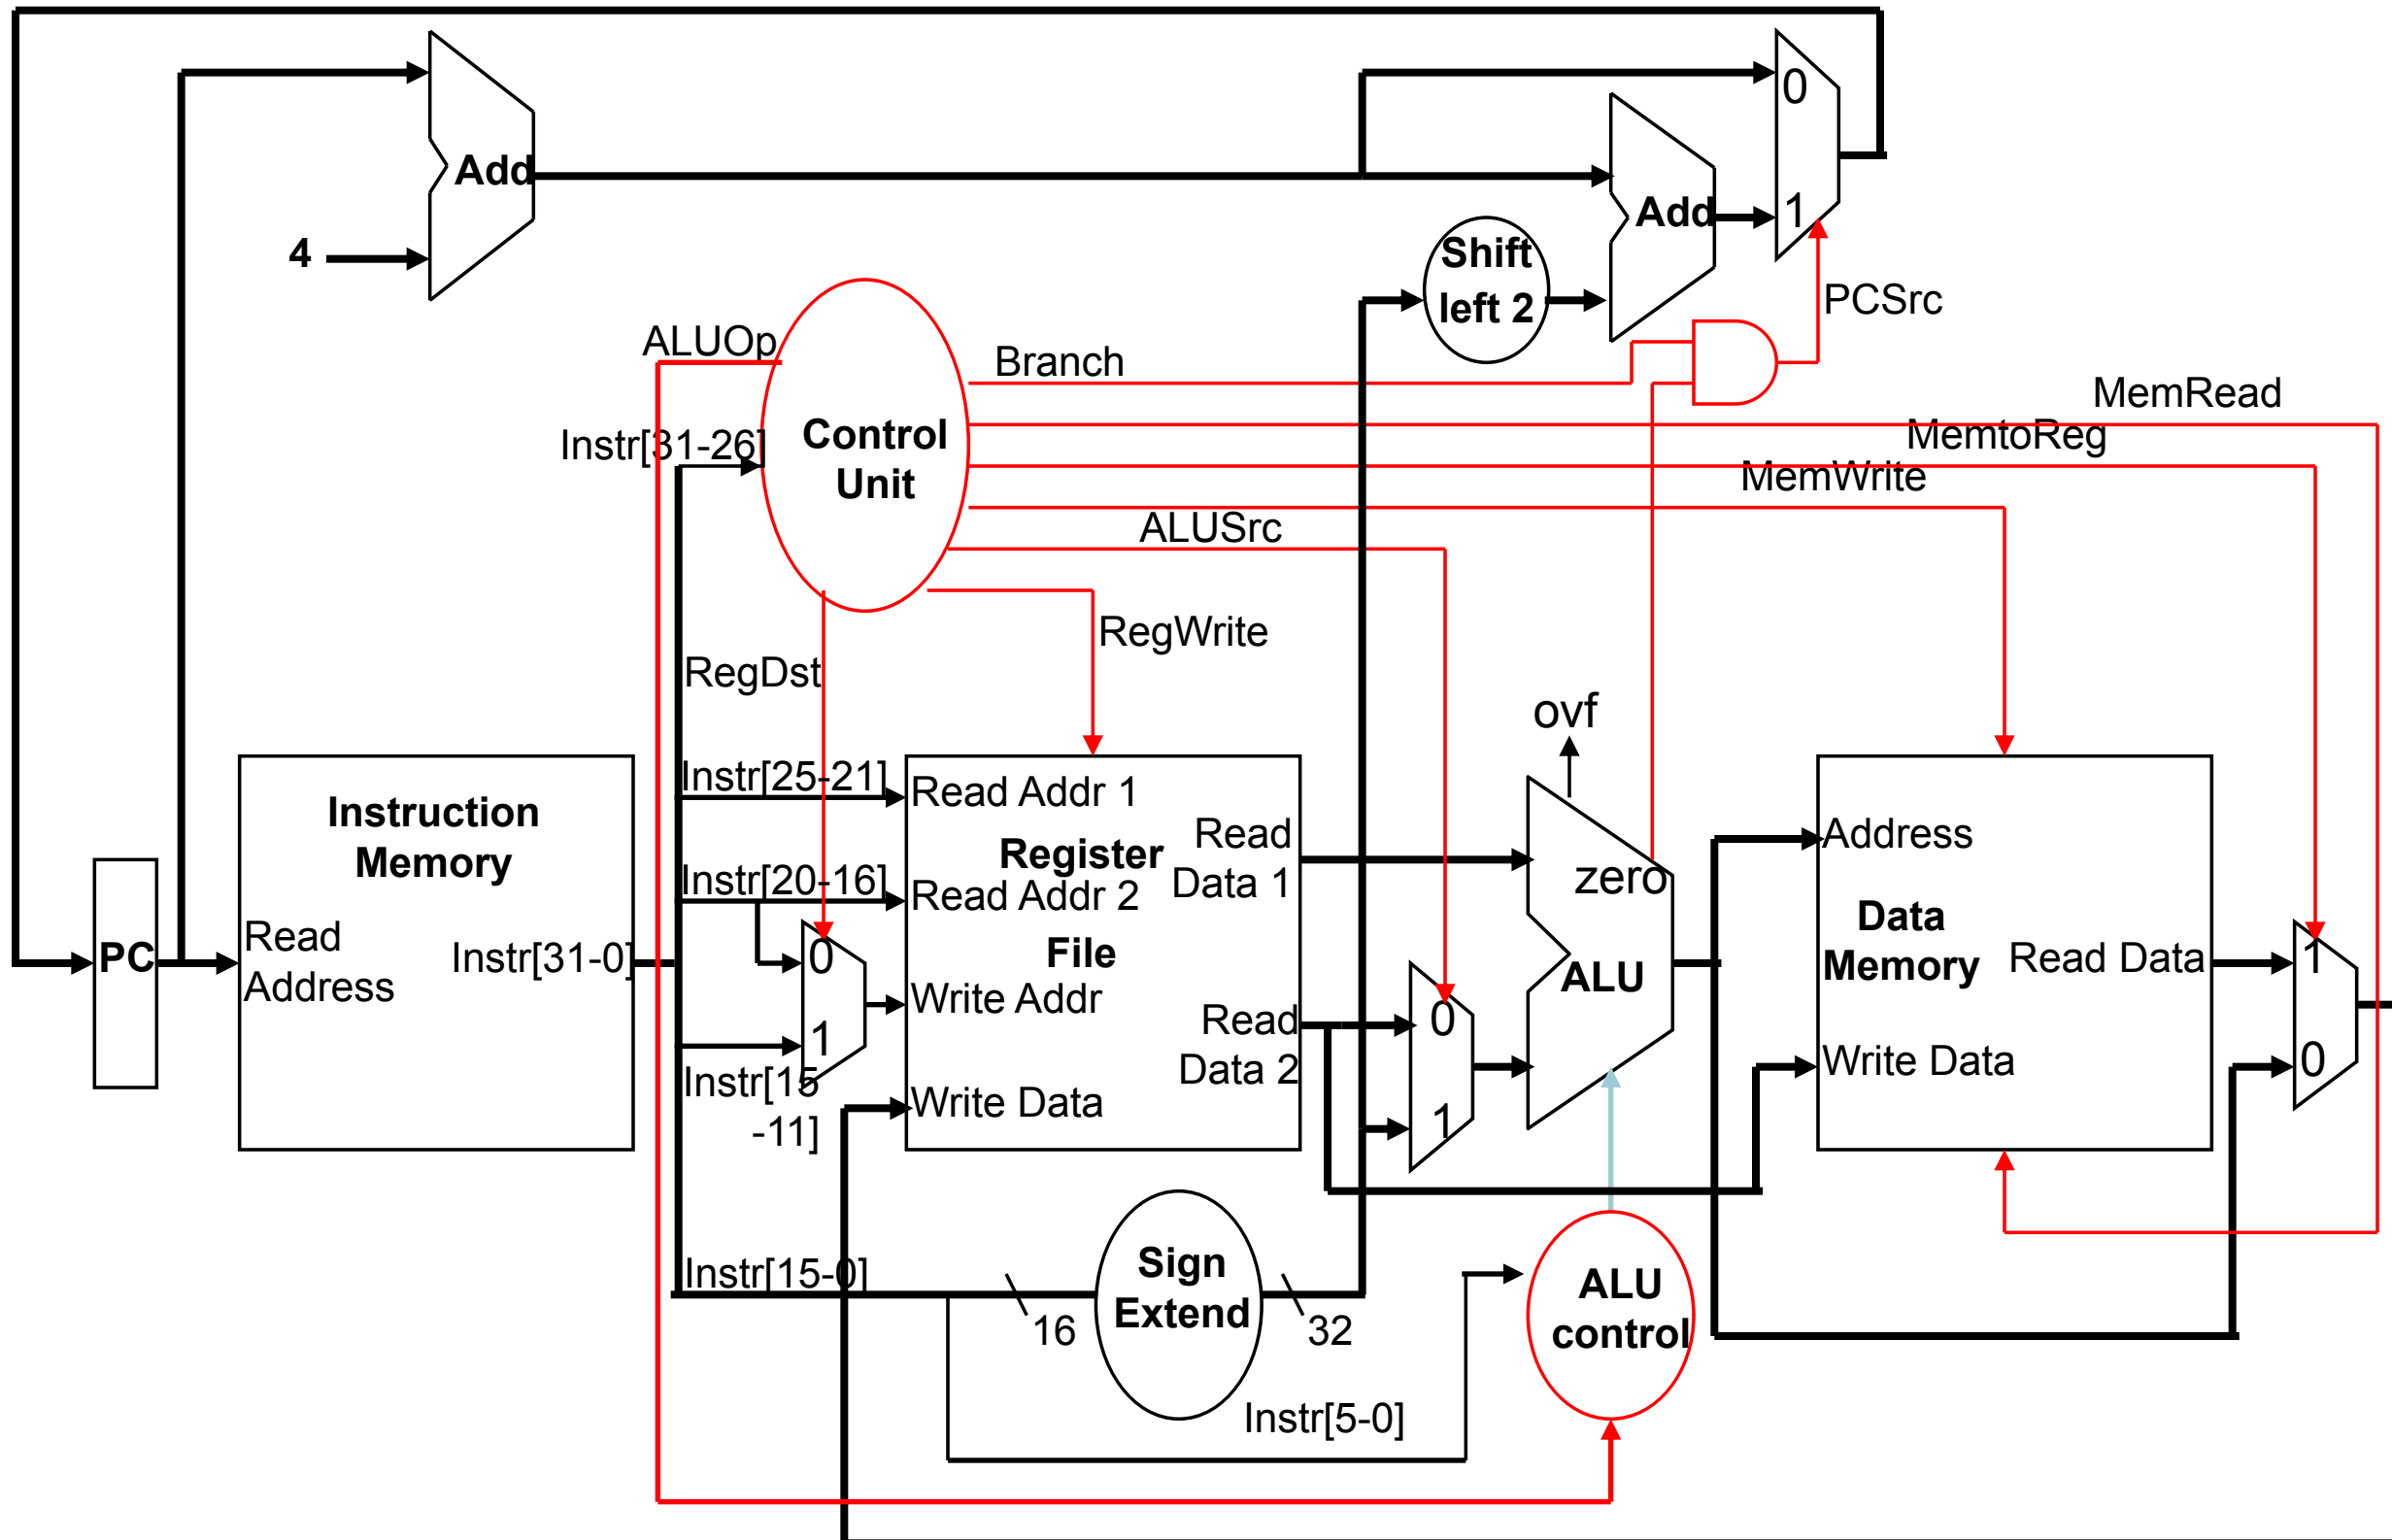 0
Add
Add
1
4
Shift
left 2
PCSrc
ALUOp
Branch
MemRead
Instr[31-26]
Control
Unit
MemtoReg
MemWrite
ALUSrc
RegWrite
RegDst
ovf
Instr[25-21]
Read Addr 1
Instruction
Memory
Register
Read
Data 1
Address
zero
Instr[20-16]
Read Addr 2
Data
Memory
Read
Address
PC
Instr[31-0]
0
File
Read Data
1
Write Addr
ALU
1
Read
Data 2
0
Write Data
0
Instr[15
-11]
Write Data
1
Instr[15-0]
Sign
Extend
16
32
ALU
control
Instr[5-0]